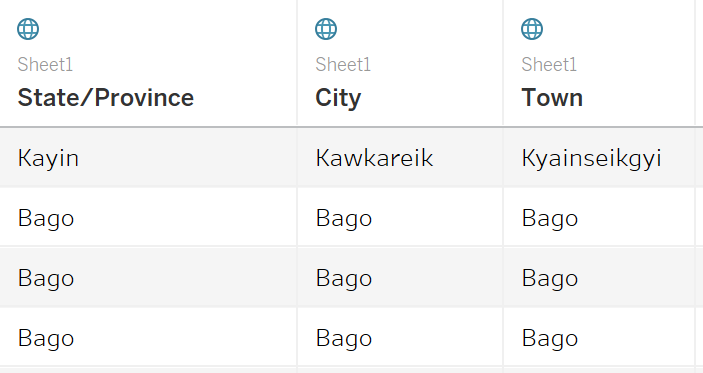 Sheet1 Sheet1 Sheet1
State/Province City Town
Kayin Kawkareik Kyainseikgyi
Bago Bago Bago
Bago Bago Bago
Bago Bago Bago